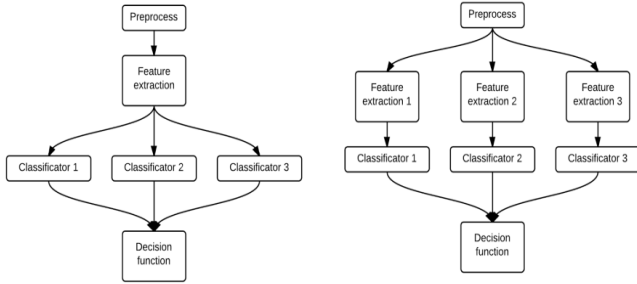 Preprocess
Feature
extraction
Classificator 1
Classificator 2
Classificator 3
Decision
function
Preprocess
Feature
extraction 1
Feature
extraction 2
Feature
extraction 3
Classificator 1
Classificator 2
Classificator 3
Decision
function